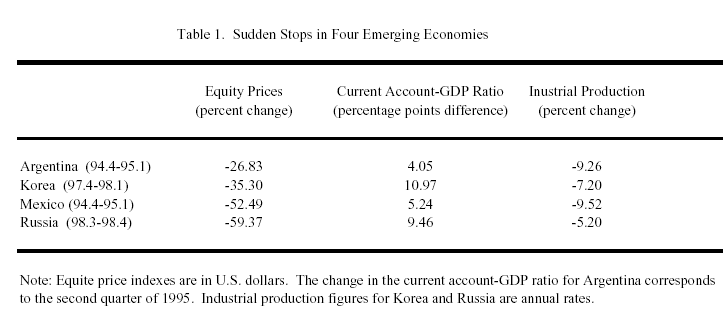 Table 1. Sudden Stops in Four Emerging Economies
Equity Prices Current Account-GDP Ratio Inustrial Production
(percent change) (percentage points difference) (percent change)
Argentina (94.4-95.1) -26.83 4.05 -9.26
Korea (97.4-98.1) -35.30 10.97 -7.20
Mexico (94.4-95.1) -52.49 5.24 -9.52
Russia (98.3-98.4) -59.37 9.46 -5.20
Note: Equite price indexes are in U.S. dollars. The change in the current account-GDP ratio for Argentina corresponds
to the second quarter of 1995. Industrial production figures for Korea and Russia are annual rates.